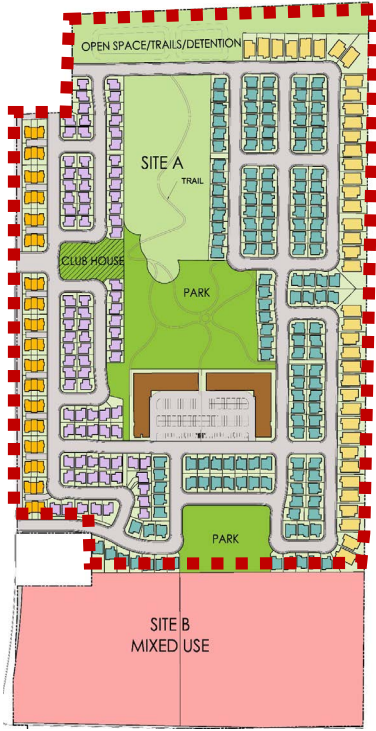 OPEN SPACE/TRAILS/DETENTION
SITE A
TRAIL
CLUB HOUSE
PARK
PARK
SITE B
MIXED USE